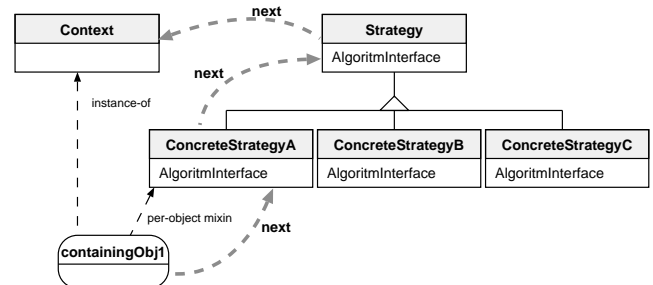 next
Context
Strategy
AlgoritmInterface
next
instance-of
ConcreteStrategyA
ConcreteStrategyB
ConcreteStrategyC
AlgoritmInterface
AlgoritmInterface
AlgoritmInterface
per-object mixin
next
containingObj1